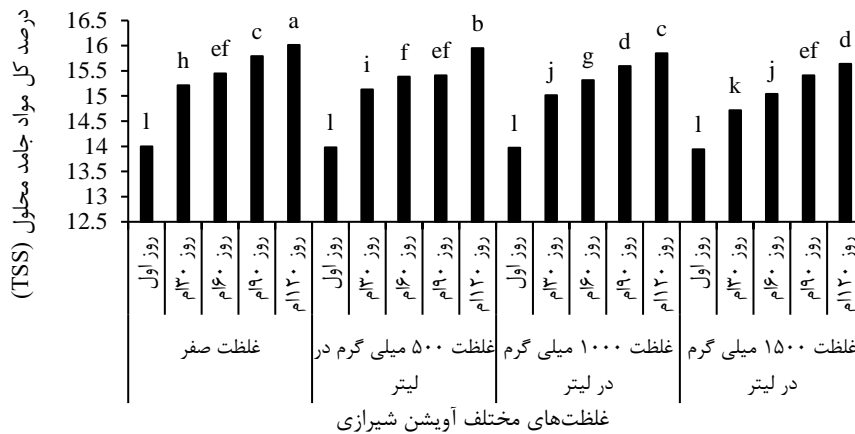 درصد کل مواد جامد محلول (TSS)
16.5
16
15.5
15
14.5
14
13.5
13
12.5
l h ef c a l i f ef b l j g d c l k j ef d
روز اول روز ۳۰ام روز ۶۰ام روز ۹۰ام روز ۱۲۰ام روز اول روز ۳۰ام روز ۶۰ام روز ۹۰ام روز ۱۲۰ام روز اول روز ۳۰ام روز ۶۰ام روز ۹۰ام روز ۱۲۰ام روز اول روز ۳۰ام روز ۶۰ام روز ۹۰ام روز ۱۲۰ام
غلظت صفر
غلظت ۵۰۰ میلی گرم در
لیتر
غلظت ۱۰۰۰ میلی گرم
در لیتر
غلظت ۱۵۰۰ میلی گرم
در لیتر
غلظت‌های مختلف آویشن شیرازی